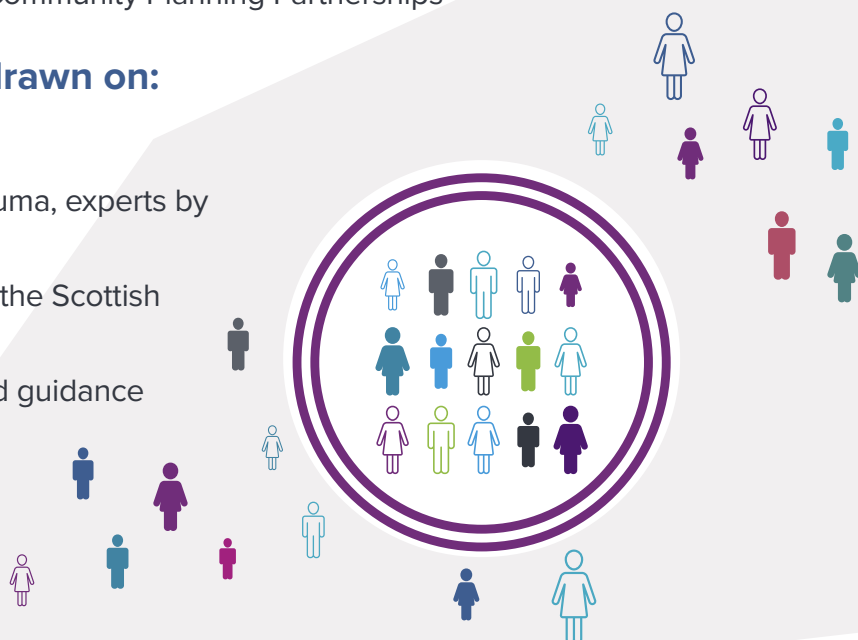 ommunity Planning Partnerships
rawn on:
uma, experts by
the Scottish
d guidance